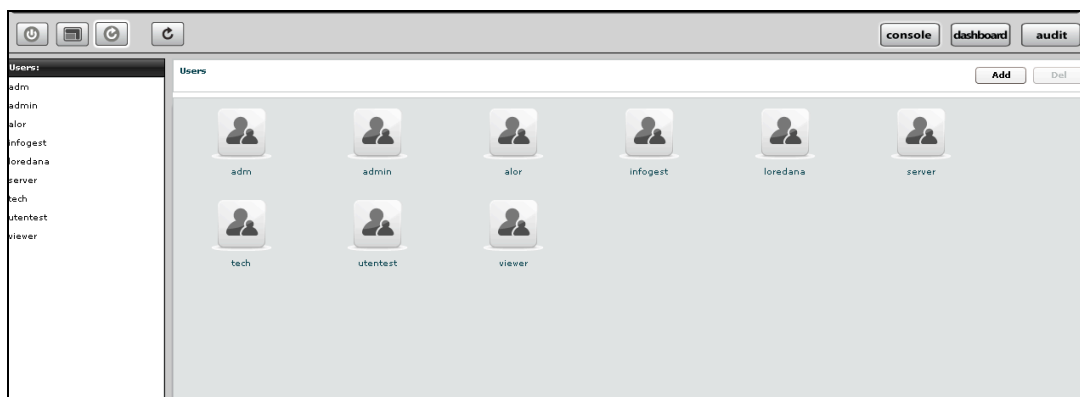 console dashboard audit
Users:
adm
admin
alor
infogest
loredana
server
tech
utentest
viewer
Users
Add Del
adm admin alor infogest loredana server
tech utentest viewer